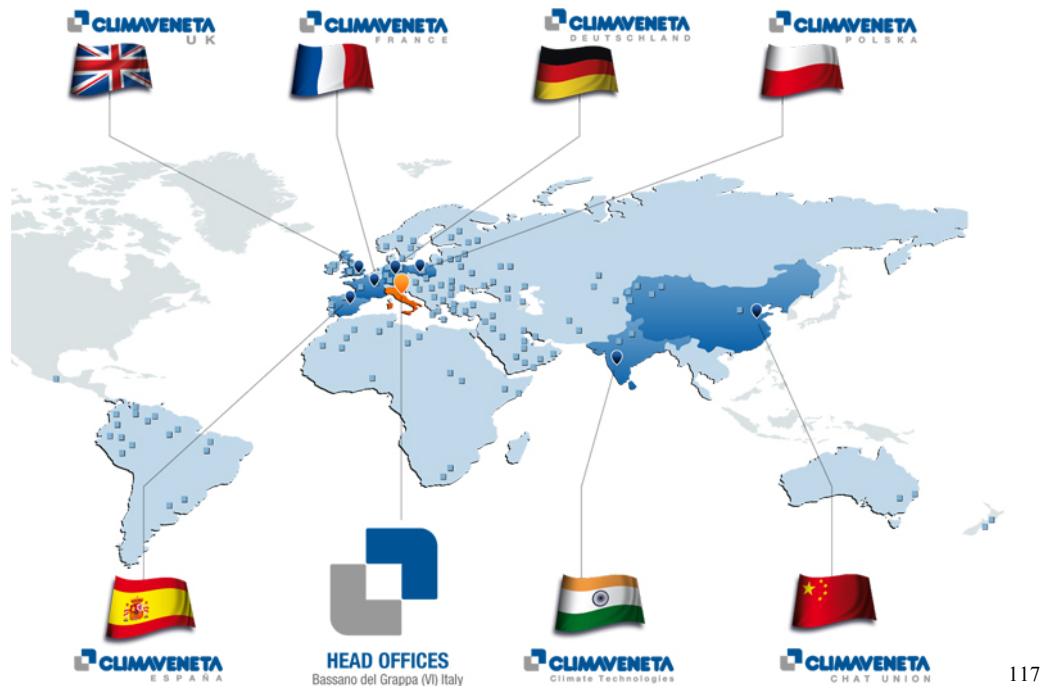 CLIMAVENETA
UK
CLIMAVENETA
FRANCE
CLIMAVENETA
DEUTSCHLAND
CLIMAVENETA
POLSKA
CLIMAVENETA
ESPAÑA
HEAD OFFICES
Bassano del Grappa (VI) Italy
CLIMAVENETA
Climate Technologies
CLIMAVENETA
CHAT UNION
117